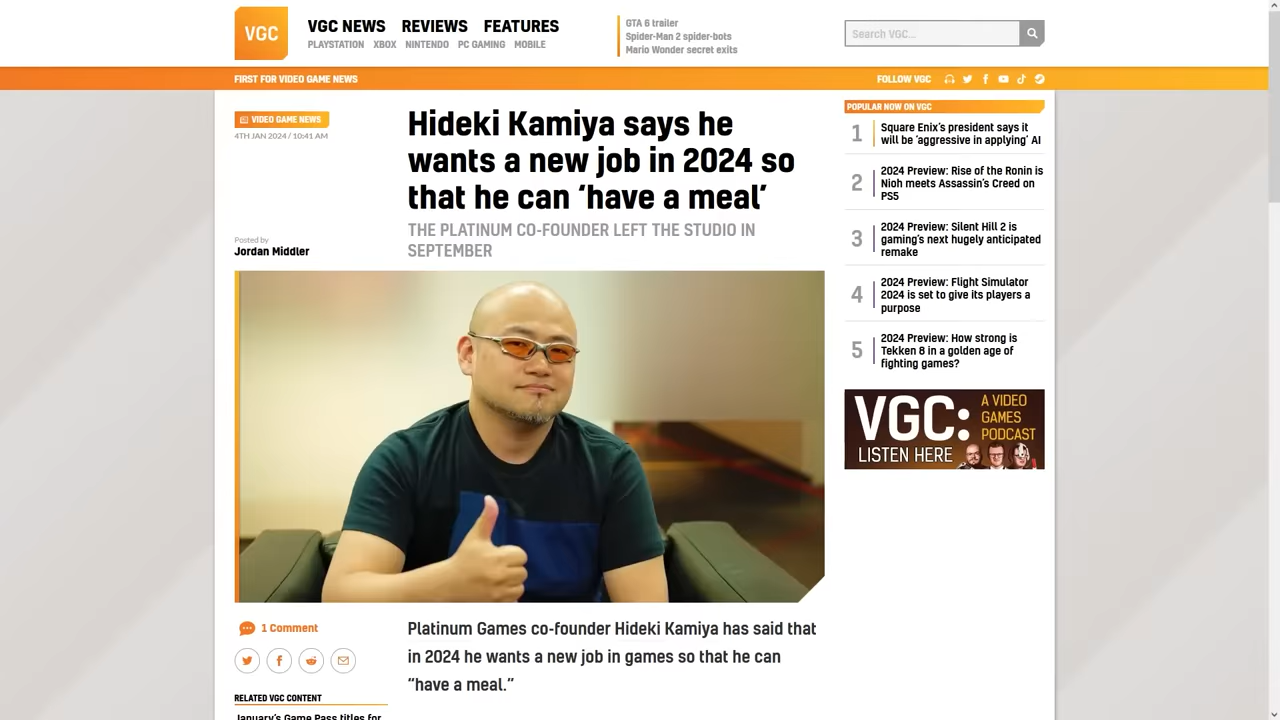 VGC
VGC NEWS REVIEWS FEATURES
PLAYSTATION XBOX NINTENDO PC GAMING MOBILE
GTA 6 trailer
Spider-Man 2 spider-bots
Mario Wonder secret exits
Search VGC...
FIRST FOR VIDEO GAME NEWS
FOLLOW VGC
VIDEO GAME NEWS
4TH JAN 2024 / 10:41 AM
Posted by
Jordan Middler
Hideki Kamiya says he
wants a new job in 2024 so
that he can ‘have a meal’
THE PLATINUM CO-FOUNDER LEFT THE STUDIO IN
SEPTEMBER
1 Comment
RELATED VGC CONTENT
January’s Game Pass titles for
Platinum Games co-founder Hideki Kamiya has said that
in 2024 he wants a new job in games so that he can
“have a meal.”
POPULAR NOW ON VGC
1
Square Enix’s president says it
will be ‘aggressive in applying’ AI
2
2024 Preview: Rise of the Ronin is
Nioh meets Assassin’s Creed on
PS5
3
2024 Preview: Silent Hill 2 is
gaming’s next hugely anticipated
remake
4
2024 Preview: Flight Simulator
2024 is set to give its players a
purpose
5
2024 Preview: How strong is
Tekken 8 in a golden age of
fighting games?
VGC:
A VIDEO
GAMES
PODCAST
LISTEN HERE